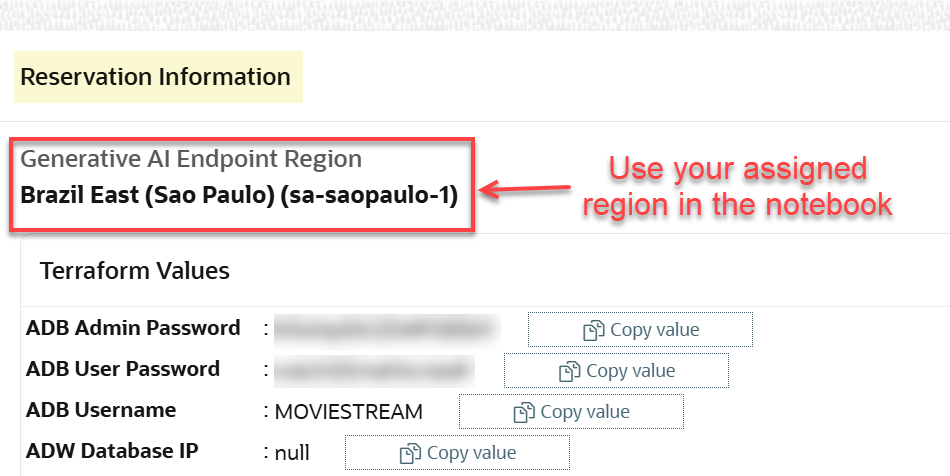 Reservation Information
Generative AI Endpoint Region
Brazil East (Sao Paulo) (sa-saopaulo-1)
Use your assigned
region in the notebook
Terraform Values
ADB Admin Password : Copy value
ADB User Password : Copy value
ADB Username : MOVIESTREAM Copy value
ADW Database IP : null Copy value